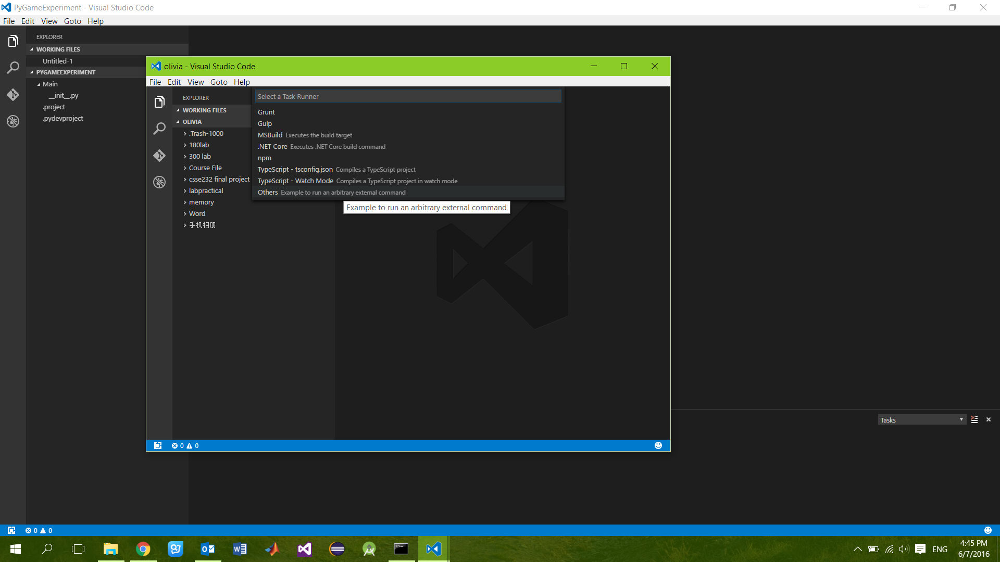 PyGameExperiment - Visual Studio Code
File Edit View Goto Help
EXPLORER
WORKING FILES
Untitled-1
PYGAMEEXPERIMENT
Main
__init__.py
.project
.pydevproject
olivia - Visual Studio Code
File Edit View Goto Help
EXPLORER
WORKING FILES
OLIVIA
.Trash-1000
180lab
300 lab
Course File
csse232 final project
labpractical
memory
Word
手机相册
Select a Task Runner
Grunt
Gulp
MSBuild Executes the build target
.NET Core Executes .NET Core build command
npm
TypeScript - tsconfig.json Compiles a TypeScript project
TypeScript - Watch Mode Compiles a TypeScript project in watch mode
Others Example to run an arbitrary external command
Example to run an arbitrary external command
0 0
Tasks
0 0
ENG
4:45 PM
6/7/2016